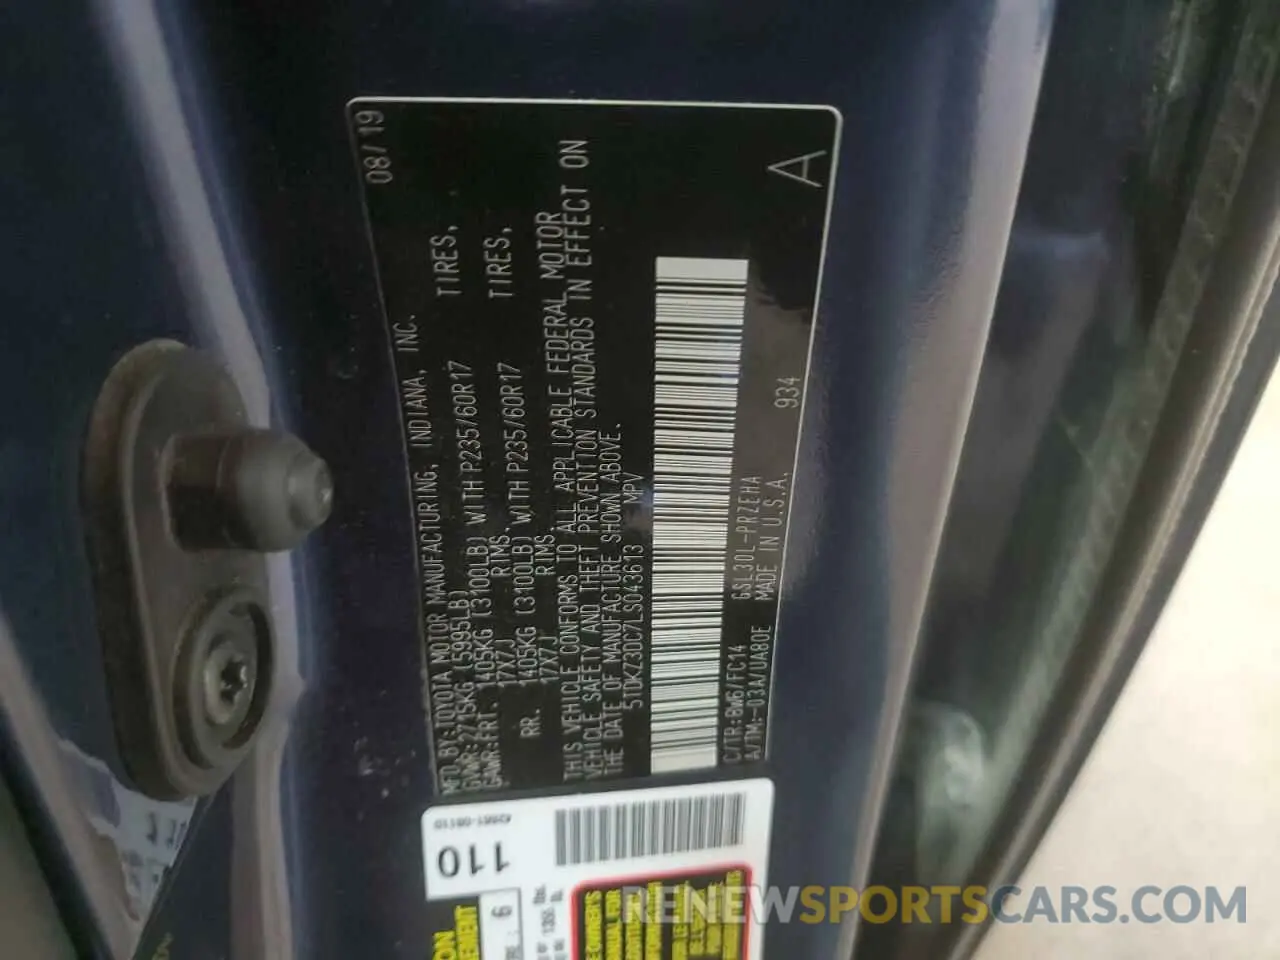 MFD.BY:TOYOTA MOTOR MANUFACTURING, INDIANA, INC. 08/19
GVWR:2715KG (5995LB)
GAWR:FRT. 1405KG (3100LB) WITH P235/60R17 TIRES,
17X7J RIMS.
RR. 1405KG (3100LB) WITH P235/60R17 TIRES,
17X7J RIMS.
THIS VEHICLE CONFORMS TO ALL APPLICABLE FEDERAL MOTOR
VEHICLE SAFETY AND THEFT PREVENTION STANDARDS IN EFFECT ON
THE DATE OF MANUFACTURE SHOWN ABOVE.
5TDKZ3DC7LS043613 MPV
A
C/TR:8W6/FC14 GSL30L-PRZEHA 934
A/TM:-03A/UA80E MADE IN U.S.A.
110
6
RENEWSPORTSCARS.COM